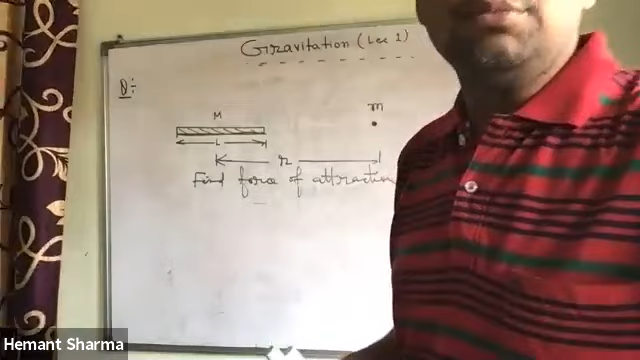 Gravitation (Lec 1)
Q:-
M
m
L
r
Find force of attraction
Hemant Sharma